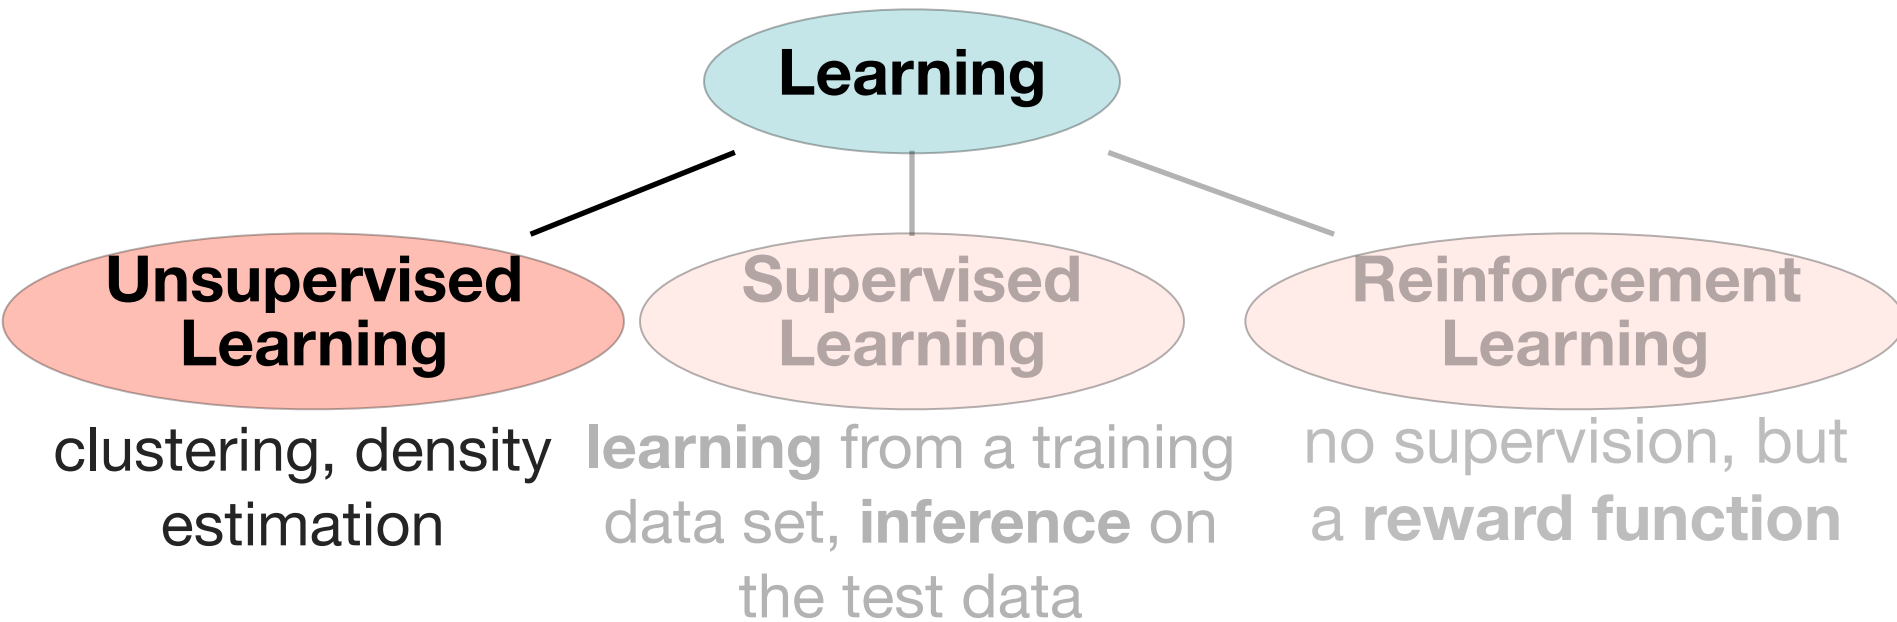 Learning
Unsupervised
Learning
clustering, density
estimation
Supervised
Learning
learning from a training
data set, inference on
the test data
Reinforcement
Learning
no supervision, but
a reward function